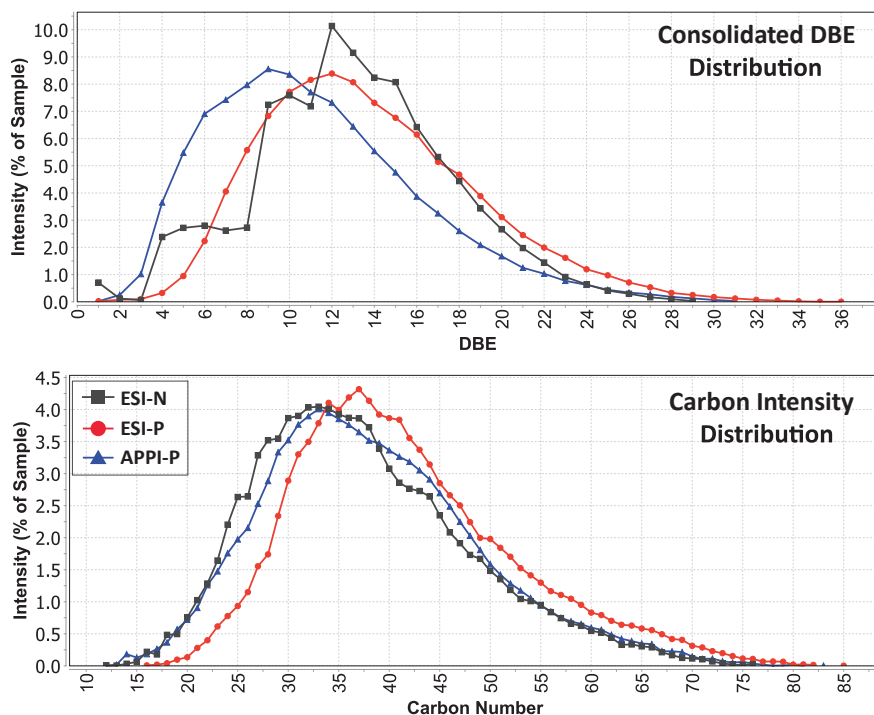 Consolidated DBE
Distribution
Intensity (% of Sample)
10.0
9.0
8.0
7.0
6.0
5.0
4.0
3.0
2.0
1.0
0.0
0 2 4 6 8 10 12 14 16 18 20 22 24 26 28 30 32 34 36
DBE
Carbon Intensity
Distribution
ESI-N
ESI-P
APPI-P
Intensity (% of Sample)
4.5
4.0
3.5
3.0
2.5
2.0
1.5
1.0
0.5
0.0
10 15 20 25 30 35 40 45 50 55 60 65 70 75 80 85
Carbon Number